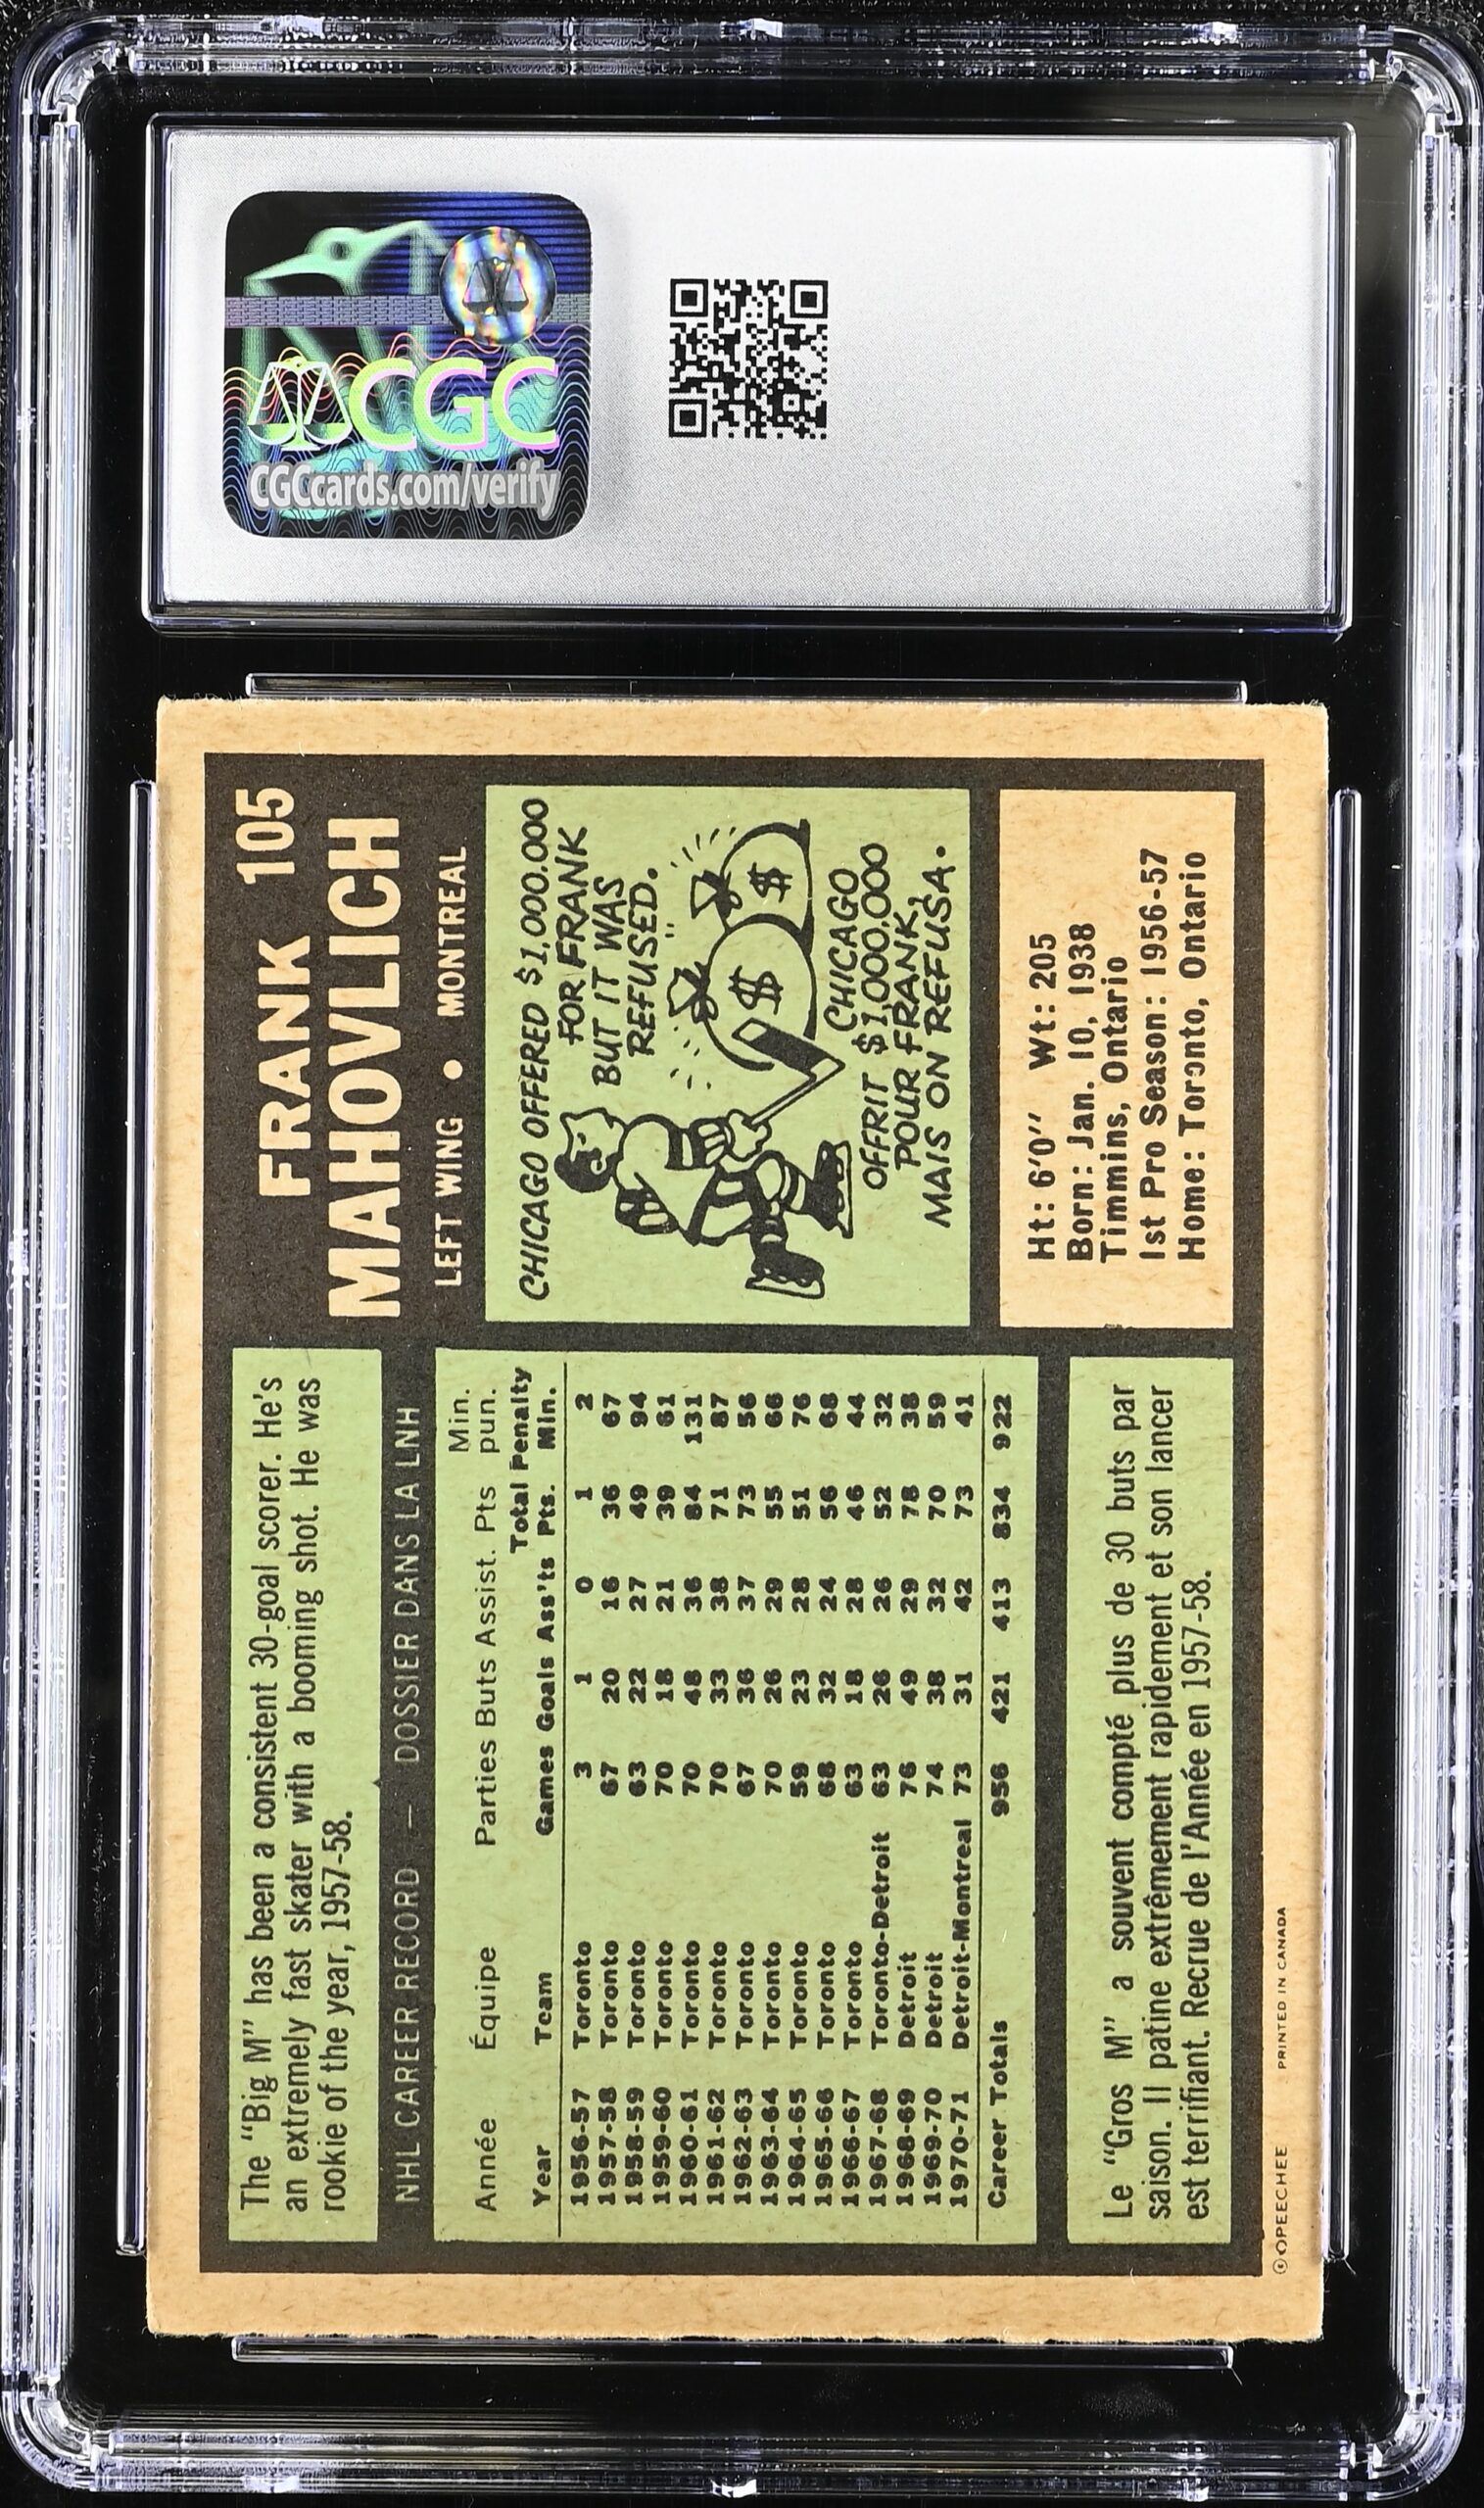 CGC
CGCcards.com/verify
The "Big M" has been a consistent 30-goal scorer. He's
an extremely fast skater with a booming shot. He was
rookie of the year, 1957-58.
FRANK 105
MAHOVLICH
LEFT WING • MONTREAL
NHL CAREER RECORD — DOSSIER DANS LA LNH
Année Équipe Parties Buts Assist. Pts Min. pun.
Year Team Games Goals Ass'ts Total Pts. Penalty Min.
1956-57 Toronto 3 1 0 1 2
1957-58 Toronto 67 20 16 36 67
1958-59 Toronto 63 22 27 49 94
1959-60 Toronto 70 18 21 39 61
1960-61 Toronto 70 48 36 84 131
1961-62 Toronto 70 33 38 71 87
1962-63 Toronto 67 36 37 73 56
1963-64 Toronto 70 26 29 55 66
1964-65 Toronto 59 23 28 51 76
1965-66 Toronto 68 32 24 56 68
1966-67 Toronto 63 18 28 46 44
1967-68 Toronto-Detroit 63 26 26 52 32
1968-69 Detroit 76 49 29 78 38
1969-70 Detroit 74 38 32 70 59
1970-71 Detroit-Montreal 73 31 42 73 41
Career Totals 956 421 413 834 922
CHICAGO OFFERED $1,000.000
FOR FRANK
BUT IT WAS
REFUSED.
$ $
CHICAGO
OFFRIT $1,000,000
POUR FRANK,
MAIS ON REFUSA.
Ht: 6'0" Wt: 205
Born: Jan. 10, 1938
Timmins, Ontario
1st Pro Season: 1956-57
Home: Toronto, Ontario
Le "Gros M" a souvent compté plus de 30 buts par
saison. Il patine extrêmement rapidement et son lancer
est terrifiant. Recrue de l'Année en 1957-58.
©OPEECHEE PRINTED IN CANADA